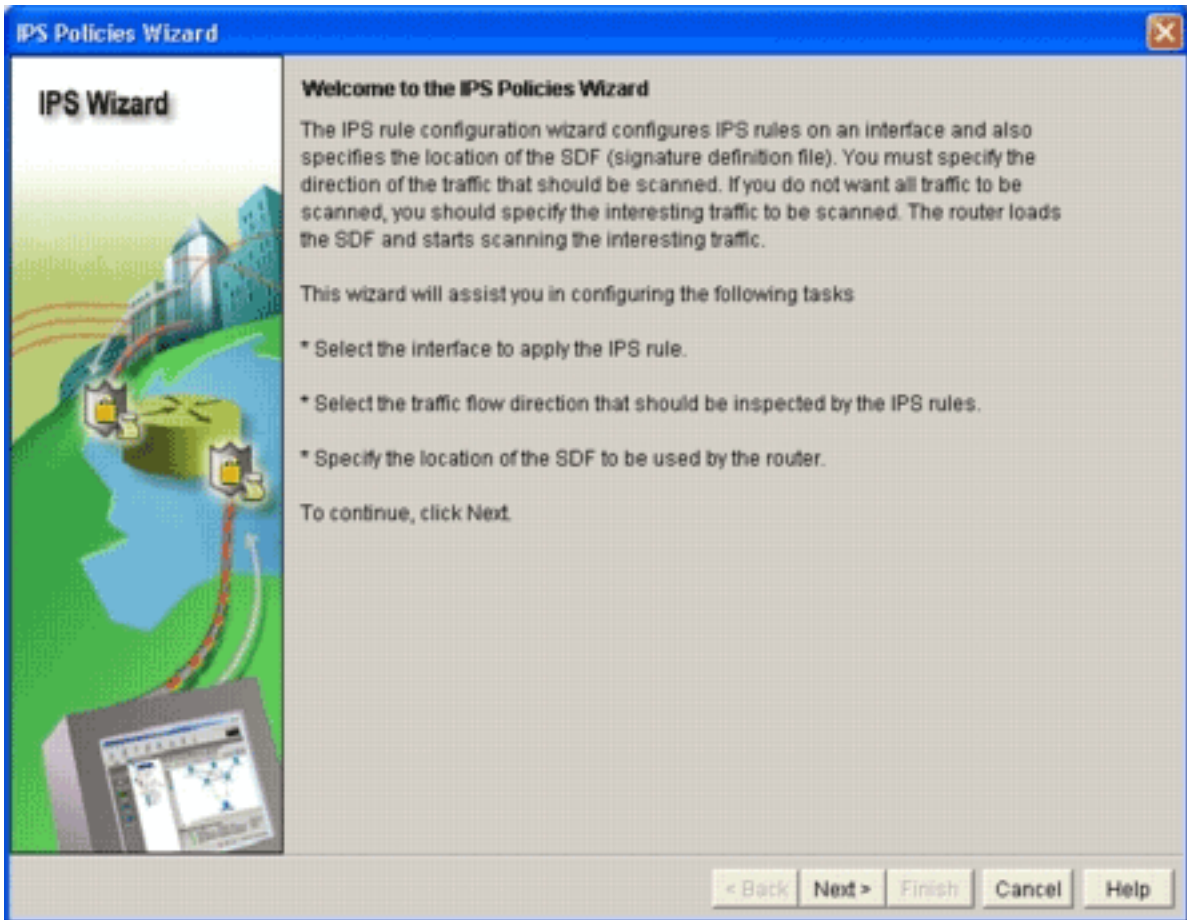 IPS Policies Wizard
IPS Wizard
Welcome to the IPS Policies Wizard
The IPS rule configuration wizard configures IPS rules on an interface and also
specifies the location of the SDF (signature definition file). You must specify the
direction of the traffic that should be scanned. If you do not want all traffic to be
scanned, you should specify the interesting traffic to be scanned. The router loads
the SDF and starts scanning the interesting traffic.
This wizard will assist you in configuring the following tasks
* Select the interface to apply the IPS rule.
* Select the traffic flow direction that should be inspected by the IPS rules.
* Specify the location of the SDF to be used by the router.
To continue, click Next.
< Back
Next >
Finish
Cancel
Help